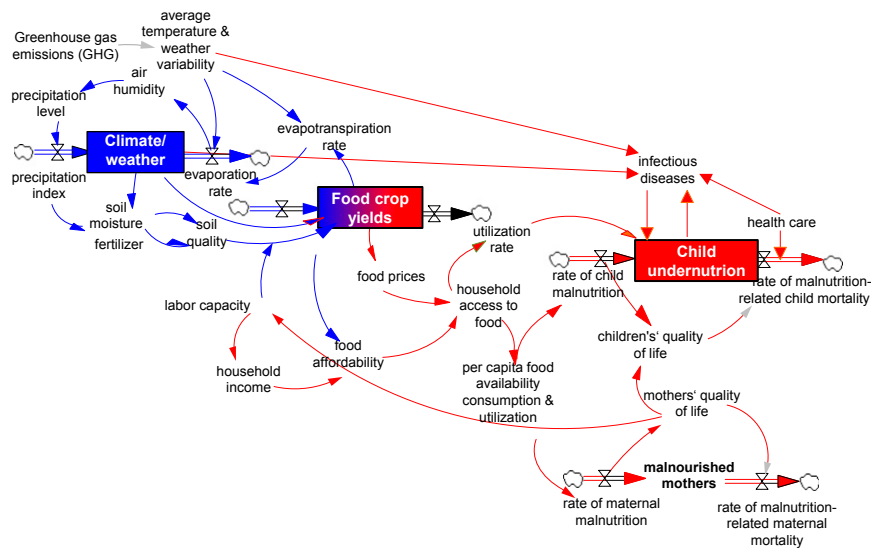 average
temperature &
weather
variability
Greenhouse gas
emissions (GHG)
air
humidity
precipitation
level
evapotranspiration
rate
Climate/
weather
infectious
diseases
precipitation
index
evaporation
rate
Food crop
yields
health care
soil
moisture
soil
quality
fertilizer
utilization
rate
Child
undernutrion
food prices
rate of child
malnutrition
rate of malnutrition-
related child mortality
household
access to
food
labor capacity
children's' quality
of life
food
affordability
household
income
per capita food
availability
consumption &
utilization
mothers' quality
of life
malnourished
mothers
rate of maternal
malnutrition
rate of malnutrition-
related maternal
mortality